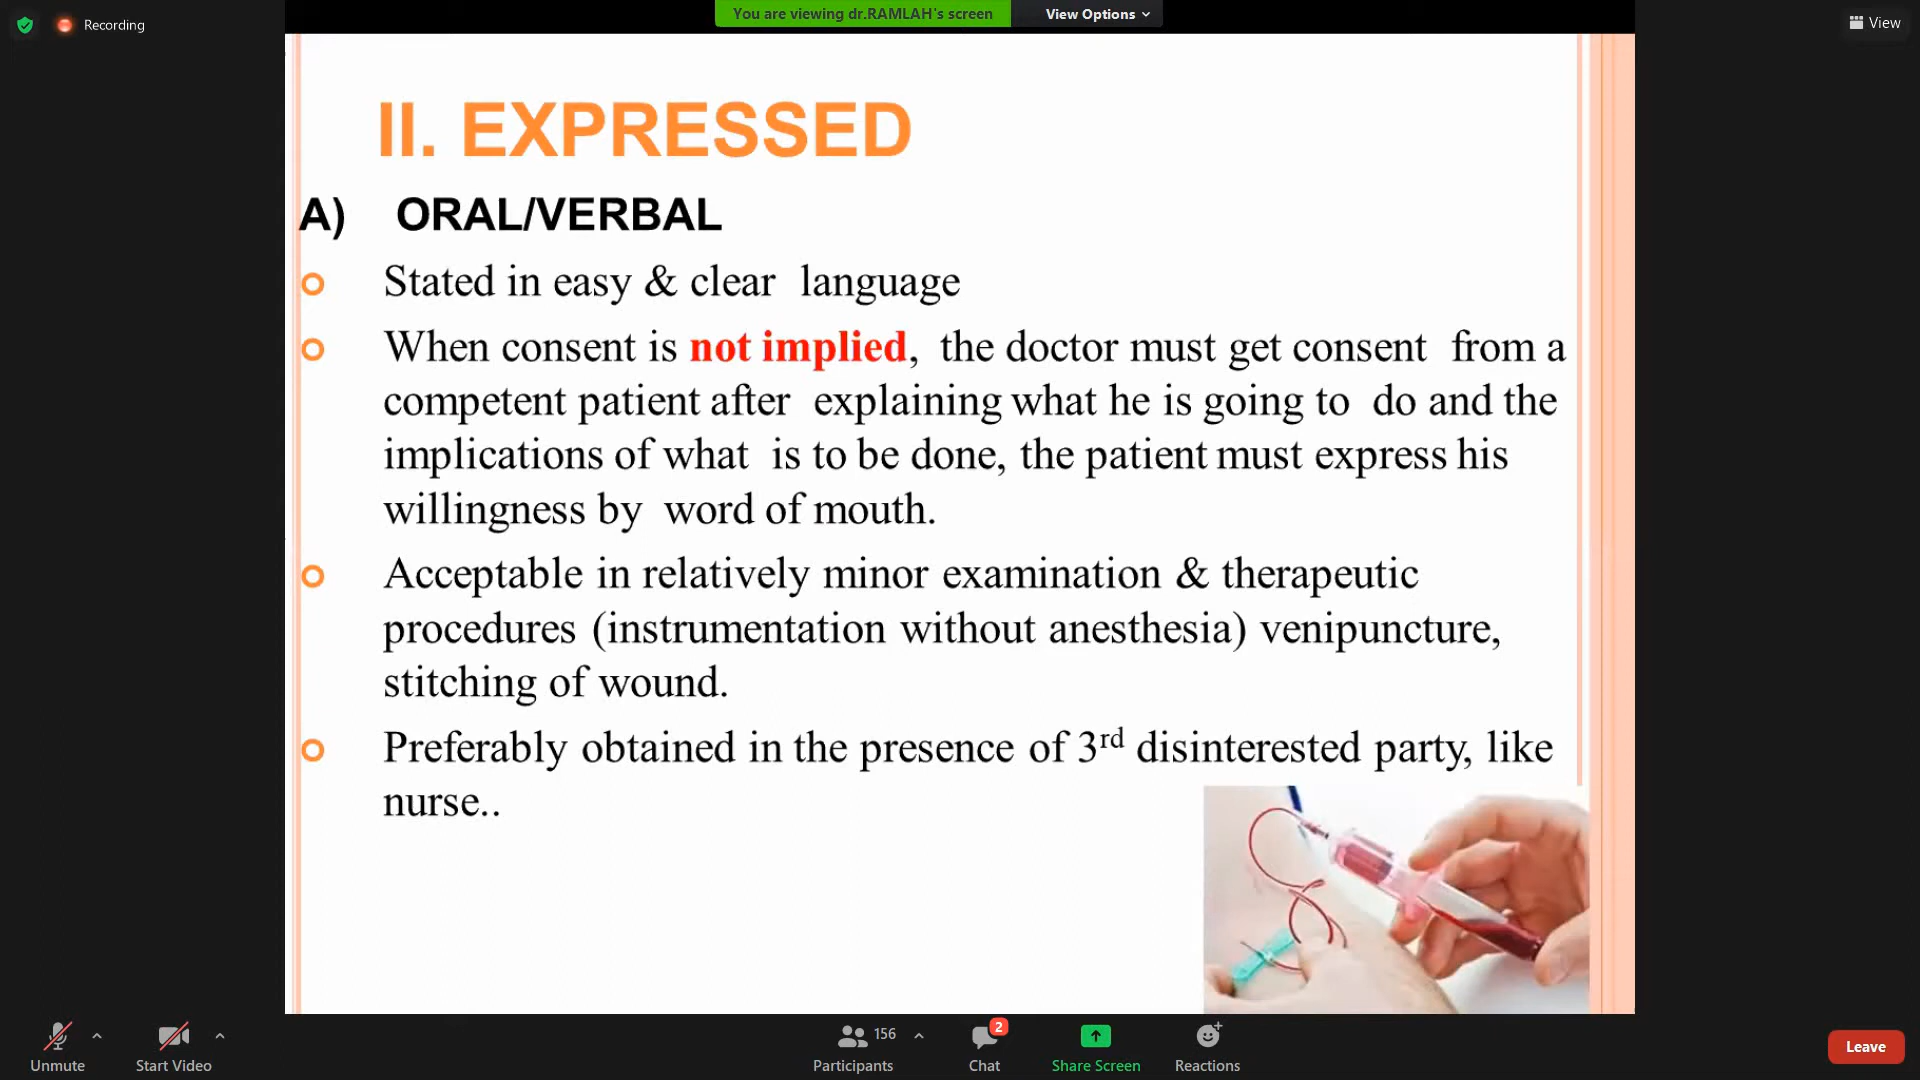 You are viewing dr.RAMLAH's screen
View Options
Recording
View
II. EXPRESSED
A) ORAL/VERBAL
Stated in easy & clear language
When consent is not implied, the doctor must get consent from a
competent patient after explaining what he is going to do and the
implications of what is to be done, the patient must express his
willingness by word of mouth.
Acceptable in relatively minor examination & therapeutic
procedures (instrumentation without anesthesia) venipuncture,
stitching of wound.
Preferably obtained in the presence of 3rd disinterested party, like
nurse..
156
2
Unmute
Start Video
Participants
Chat
Share Screen
Reactions
Leave